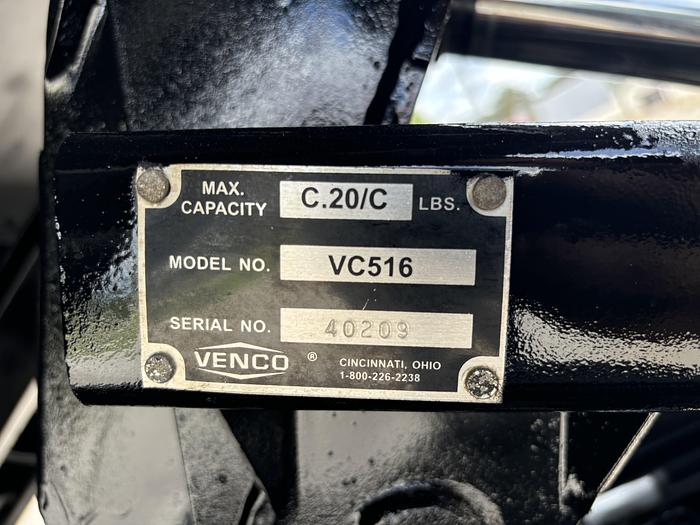 MAX. CAPACITY C.20/C LBS.
MODEL NO. VC516
SERIAL NO. 40209
VENCO ® CINCINNATI, OHIO
1-800-226-2238